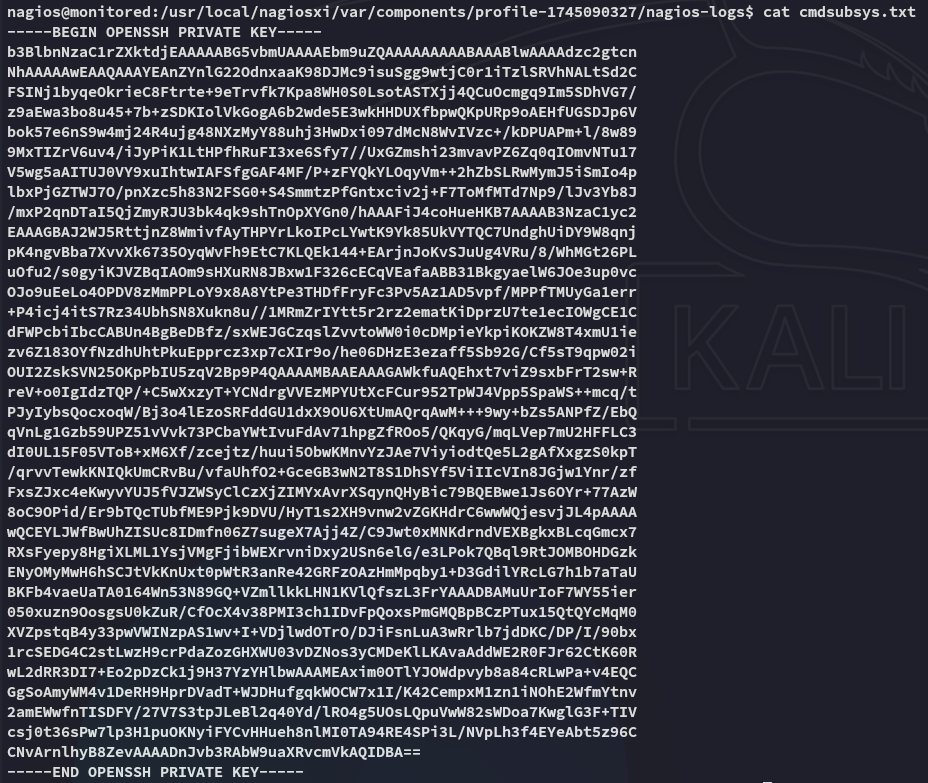 nagios@monitored:/usr/local/nagiosxi/var/components/profile-1745090327/nagios-logs$ cat cmdsubsys.txt
-----BEGIN OPENSSH PRIVATE KEY-----
b3BlbnNzaC1rZXktdjEAAAAABG5vbmUAAAAEbm9uZQAAAAAAAAABAAABlwAAAAdzc2gtcn
NhAAAAAwEAAQAAAYEAnZYnlG22OdnxaaK98DJMc9isuSgg9wtjC0r1iTzlSRVhNALtSd2C
FSINj1byqeOkrieC8Ftrte+9eTrvfk7Kpa8WH0S0LsotASTXjj4QCuOcmgq9Im5SDhVG7/
z9aEwa3bo8u45+7b+zSDKIolVkGogA6b2wde5E3wkHHDUXfbpwQKpURp9oAEHfUGSDJp6V
bok57e6nS9w4mj24R4ujg48NXzMyY88uhj3HwDxi097dMcN8WvIVzc+/kDPUAPm+l/8w89
9MxTIZrV6uv4/iJyPiK1LtHPfhRuFI3xe6Sfy7//UxGZmshi23mvavPZ6Zq0qIOmvNTu17
V5wg5aAITUJ0VY9xuIhtwIAFSfgGAF4MF/P+zFYQkYLOqyVm++2hZbSLRwMymJ5iSmIo4p
lbxPjGZTWJ7O/pnXzc5h83N2FSG0+S4SmmtzPfGntxciv2j+F7ToMfMTd7Np9/lJv3Yb8J
/mxP2qnDTaI5QjZmyRJU3bk4qk9shTnOpXYGn0/hAAAFiJ4coHueHKB7AAAAB3NzaC1yc2
EAAAGBAJ2WJ5RttjnZ8WmivfAyTHPYrLkoIPcLYwtK9Yk85UkVYTQC7UndghUiDY9W8qnj
pK4ngvBba7XvvXk6735OyqWvFh9EtC7KLQEk144+EArjnJoKvSJuUg4VRu/8/WhMGt26PL
uOfu2/s0gyiKJVZBqIAOm9sHXuRN8JBxw1F326cECqVEafaABB31BkgyaelW6JOe3up0vc
OJo9uEeLo4OPDV8zMmPPLoY9x8A8YtPe3THDfFryFc3Pv5Az1AD5vpf/MPPfTMUyGa1err
+P4icj4itS7Rz34UbhSN8Xukn8u//1MRmZrIYtt5r2rz2ematKiDprzU7te1ecIOWgCE1C
dFWPcbiIbcCABUn4BgBeDBfz/sxWEJGCzqslZvvtoWW0i0cDMpieYkpiKOKZW8T4xmU1ie
zv6Z183OYfNzdhUhtPkuEpprcz3xp7cXIr9o/he06DHzE3ezaff5Sb92G/Cf5sT9qpw02i
OUI2ZskSVN25OKpPbIU5zqV2Bp9P4QAAAAMBAAEAAAGAWkfuAQEhxt7viZ9sxbFrT2sw+R
reV+o0IgIdzTQP/+C5wXxzyT+YCNdrgVVEzMPYUtXcFCur952TpWJ4Vpp5SpaWS++mcq/t
PJyIybsQocxoqW/Bj3o4lEzoSRFddGU1dxX9OU6XtUmAQrqAwM+++9wy+bZs5ANPfZ/EbQ
qVnLg1Gzb59UPZ51vVvk73PCbaYWtIvuFdAv71hpgZfROo5/QKqyG/mqLVep7mU2HFFLC3
dI0UL15F05VToB+xM6Xf/zcejtz/huui5ObwKMnvYzJAe7ViyiodtQe5L2gAfXxgzS0kpT
/qrvvTewkKNIQkUmCRvBu/vfaUhfO2+GceGB3wN2T8S1DhSYf5ViIIcVIn8JGjw1Ynr/zf
FxsZJxc4eKwyvYUJ5fVJZWSyClCzXjZIMYxAvrXSqynQHyBic79BQEBwe1Js6OYr+77AzW
8oC9OPid/Er9bTQcTUbfME9Pjk9DVU/HyT1s2XH9vnw2vZGKHdrC6wwWQjesvjJL4pAAAA
wQCEYLJWfBwUhZISUc8IDmfn06Z7sugeX7Ajj4Z/C9Jwt0xMNKdrndVEXBgkxBLcqGmcx7
RXsFyepy8HgiXLML1YsjVMgFjibWEXrvniDxy2USn6elG/e3LPok7QBql9RtJOMBOHDGzk
ENyOMyMwH6hSCJtVkKnUxt0pWtR3anRe42GRFzOAzHmMpqby1+D3GdilYRcLG7h1b7aTaU
BKFb4vaeUaTA0164Wn53N89GQ+VZmllkkLHN1KVlQfszL3FrYAAADBAMuUrIoF7WY55ier
050xuzn9OosgsU0kZuR/CfOcX4v38PMI3ch1IDvFpQoxsPmGMQBpBCzPTux15QtQYcMqM0
XVZpstqB4y33pwVWINzpAS1wv+I+VDjlwdOTrO/DJiFsnLuA3wRrlb7jdDKC/DP/I/90bx
1rcSEDG4C2stLwzH9crPdaZozGHXWU03vDZNos3yCMDeKlLKAvaAddWE2R0FJr62CtK60R
wL2dRR3DI7+Eo2pDzCk1j9H37YzYHlbwAAAMEAxim0OTlYJOWdpvyb8a84cRLwPa+v4EQC
GgSoAmyWM4v1DeRH9HprDVadT+WJDHufgqkWOCW7x1I/K42CempxM1zn1iNOhE2WfmYtnv
2amEWwfnTISDFY/27V7S3tpJLeBl2q40Yd/lRO4g5UOsLQpuVwW82sWDoa7KwglG3F+TIV
csj0t36sPw7lp3H1puOKNyiFYCvHHueh8nlMI0TA94RE4SPi3L/NVpLh3f4EYeAbt5z96C
CNvArnlhyB8ZevAAAADnJvb3RAbW9uaXRvcmVkAQIDBA==
-----END OPENSSH PRIVATE KEY-----
KALI